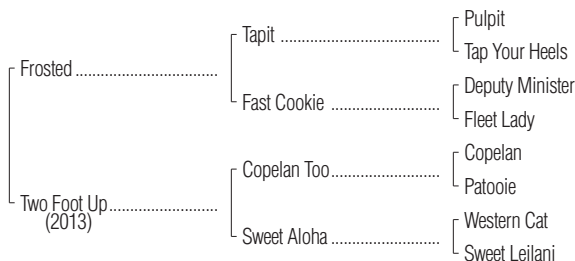 Pulpit
Tapit ..........................................
Tap Your Heels
Frosted .....................................
Deputy Minister
Fast Cookie .............................
Fleet Lady
Copelan
Copelan Too............................
Patooie
Two Foot Up............................
(2013)
Western Cat
Sweet Aloha............................
Sweet Leilani